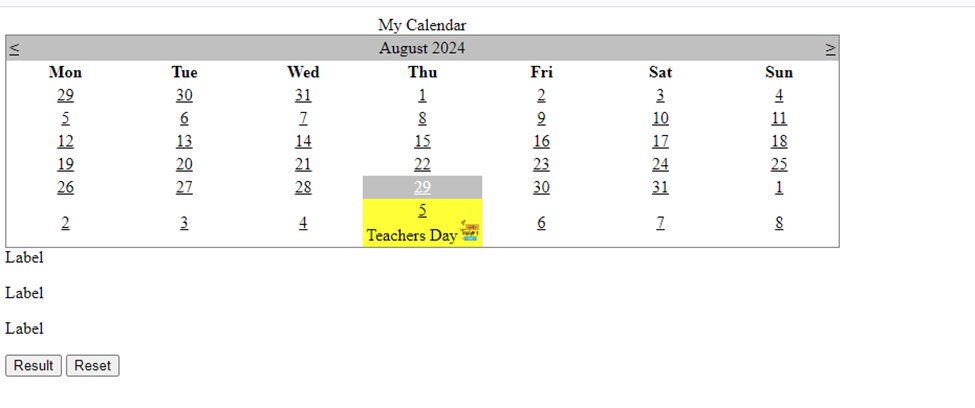 My Calendar
< August 2024 >
Mon Tue Wed Thu Fri Sat Sun
29 30 31 1 2 3 4
5 6 7 8 9 10 11
12 13 14 15 16 17 18
19 20 21 22 23 24 25
26 27 28 29 30 31 1
2 3 4 5 6 7 8
Teachers Day
Label
Label
Label
Result Reset